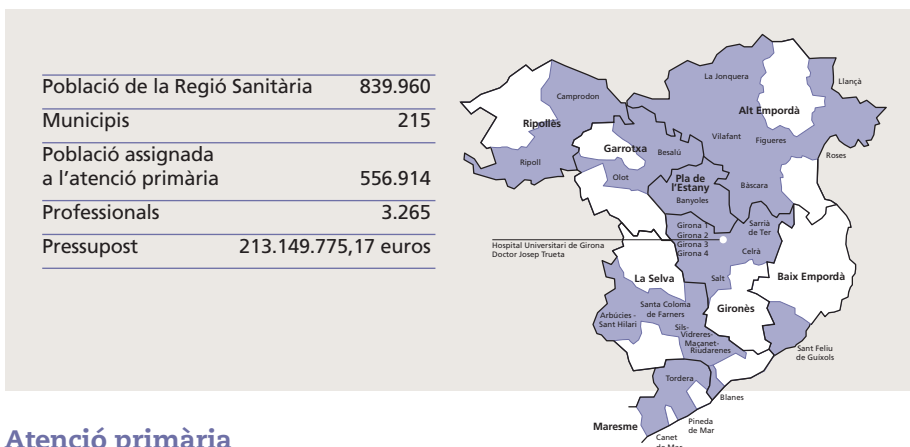 Població de la Regió Sanitària 839.960
Municipis 215
Població assignada
a l'atenció primària 556.914
Professionals 3.265
Pressupost 213.149.775,17 euros
La Jonquera
Llançà
Camprodon
Alt Empordà
Ripollès
Vilafant
Figueres
Garrotxa
Besalú
Roses
Ripoll
Olot
Pla de
l'Estany
Bàscara
Banyoles
Girona 1
Girona 2
Girona 3
Girona 4
Sarrià
de Ter
Hospital Universitari de Girona
Doctor Josep Trueta
Celrà
La Selva
Salt
Baix Empordà
Santa Coloma
de Farners
Gironès
Arbúcies -
Sant Hilari
Sils-
Vidreres-
Maçanet-
Riudarenes
Sant Feliu
de Guíxols
Tordera
Blanes
Maresme
Pineda
de Mar
Canet
de Mar
Atenció primària